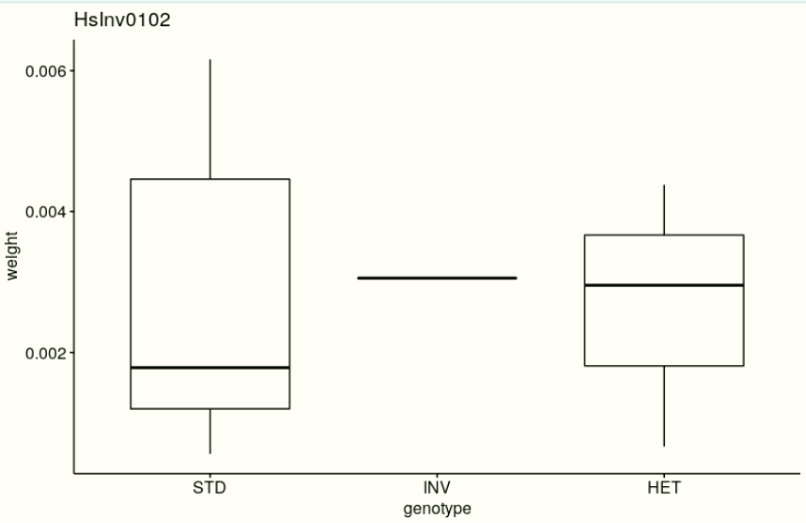 HsInv0102
0.006
0.004
0.002
weight
STD INV HET
genotype